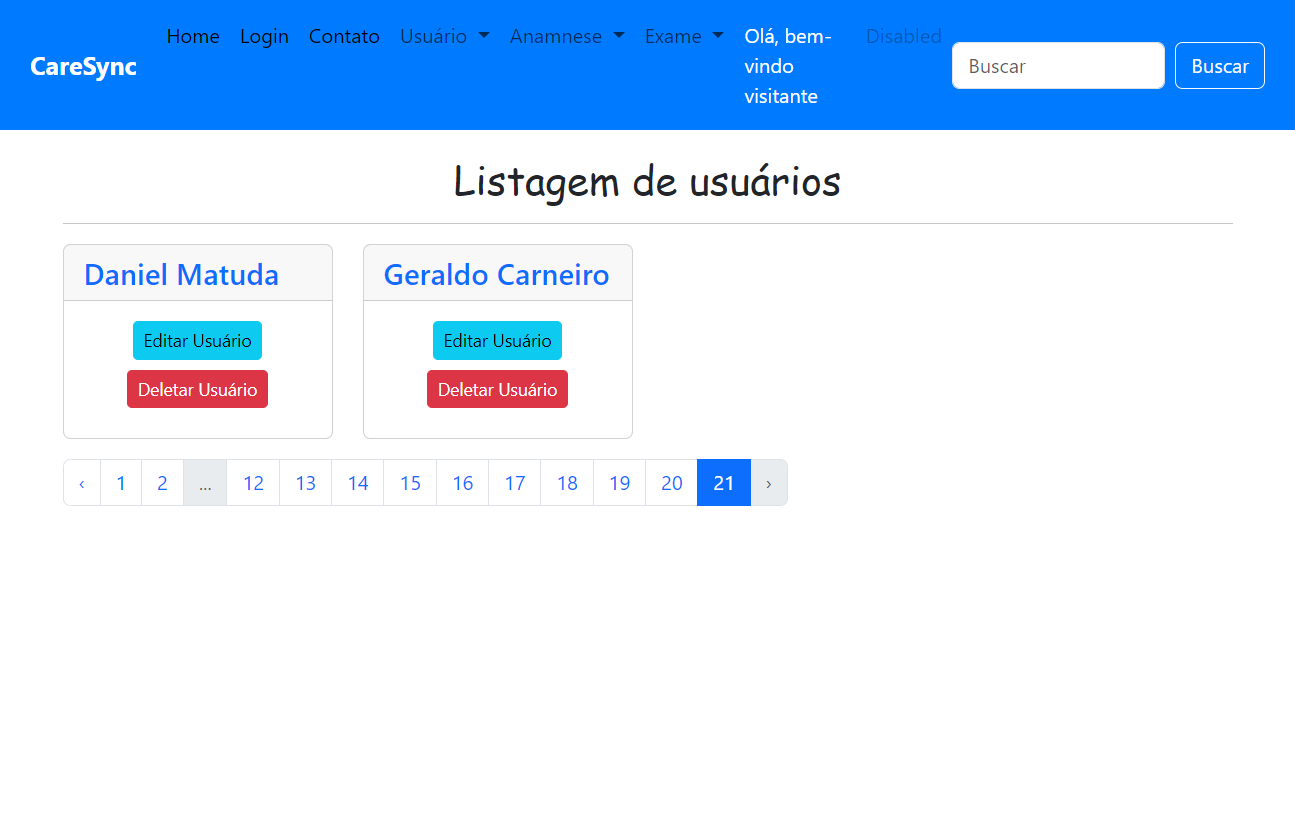 CareSync
Home Login Contato Usuário Anamnese Exame Olá, bem-
vindo
visitante
Disabled
Buscar Buscar
Listagem de usuários
Daniel Matuda
Editar Usuário
Deletar Usuário
Geraldo Carneiro
Editar Usuário
Deletar Usuário
‹ 1 2 ... 12 13 14 15 16 17 18 19 20 21 ›